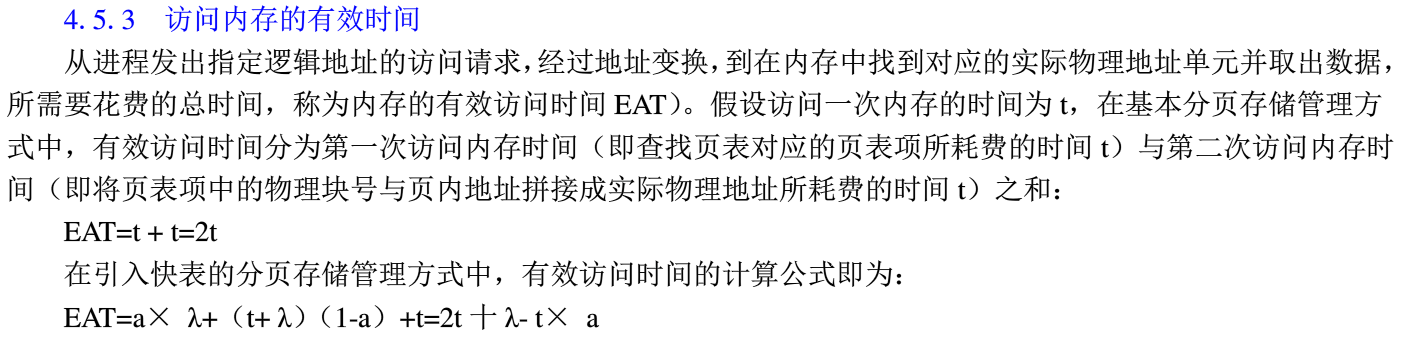 4.5.3 访问内存的有效时间
从进程发出指定逻辑地址的访问请求,经过地址变换,到在内存中找到对应的实际物理地址单元并取出数据,
所需要花费的总时间，称为内存的有效访问时间 EAT)。假设访问一次内存的时间为 t，在基本分页存储管理方
式中，有效访问时间分为第一次访问内存时间（即查找页表对应的页表项所耗费的时间 t）与第二次访问内存时
间（即将页表项中的物理块号与页内地址拼接成实际物理地址所耗费的时间 t）之和：
EAT=t + t=2t
在引入快表的分页存储管理方式中，有效访问时间的计算公式即为：
EAT=a× λ+（t+ λ）（1-a）+t=2t 十 λ- t× a